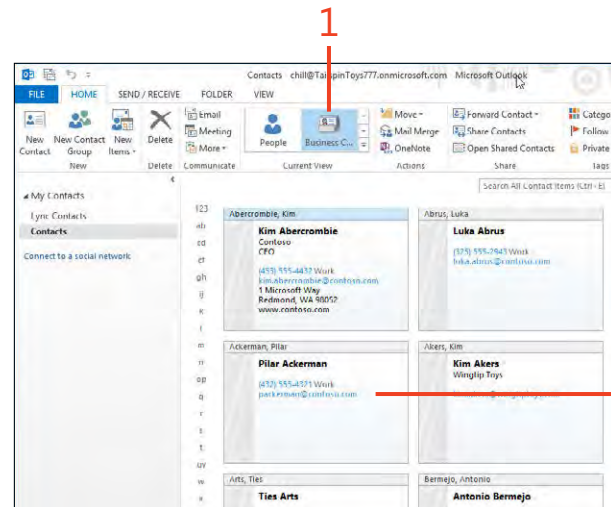 1
Contacts chill@TailspinToys777.onmicrosoft.com Microsoft Outlook
FILE HOME SEND / RECEIVE FOLDER VIEW
New Contact
New Contact Group
New Items
Delete
Email
Meeting
More
People
Business C...
Move
Mail Merge
OneNote
Forward Contact
Share Contacts
Open Shared Contacts
Catego
Follow
Private
New Delete Communicate Current View Actions Share Tags
Search All Contact Items (Ctrl+E)
My Contacts
Lync Contacts
Contacts
Connect to a social network
123
ab
cd
ef
gh
ij
k
l
m
n
op
q
r
s
t
uv
w
x
Abercrombie, Kim
Kim Abercrombie
Contoso
CEO
(433) 555-4432 Work
kim.abercrombie@contoso.com
1 Microsoft Way
Redmond, WA 98052
www.contoso.com
Abrus, Luka
Luka Abrus
(325) 555-2943 Work
luka.abrus@contoso.com
Ackerman, Pilar
Pilar Ackerman
(432) 555-4321 Work
packerman@contoso.com
Akers, Kim
Kim Akers
Wingtip Toys
Arts, Ties
Ties Arts
Bermejo, Antonio
Antonio Bermejo